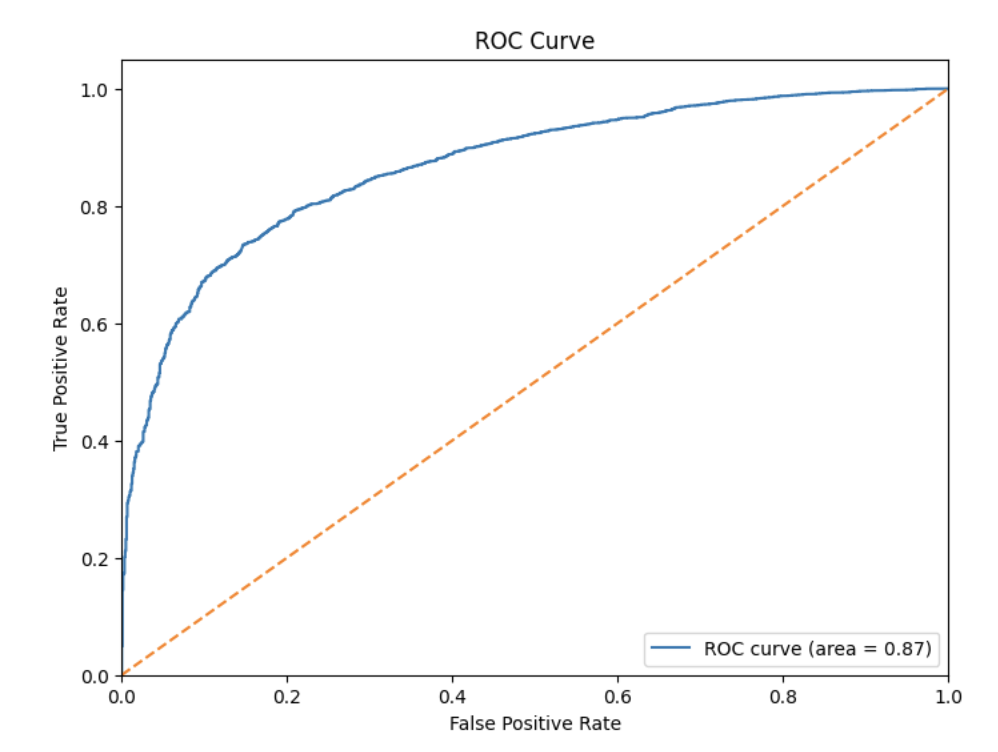 ROC Curve
1.0
0.8
0.6
0.4
0.2
0.0
True Positive Rate
0.0 0.2 0.4 0.6 0.8 1.0
False Positive Rate
ROC curve (area = 0.87)